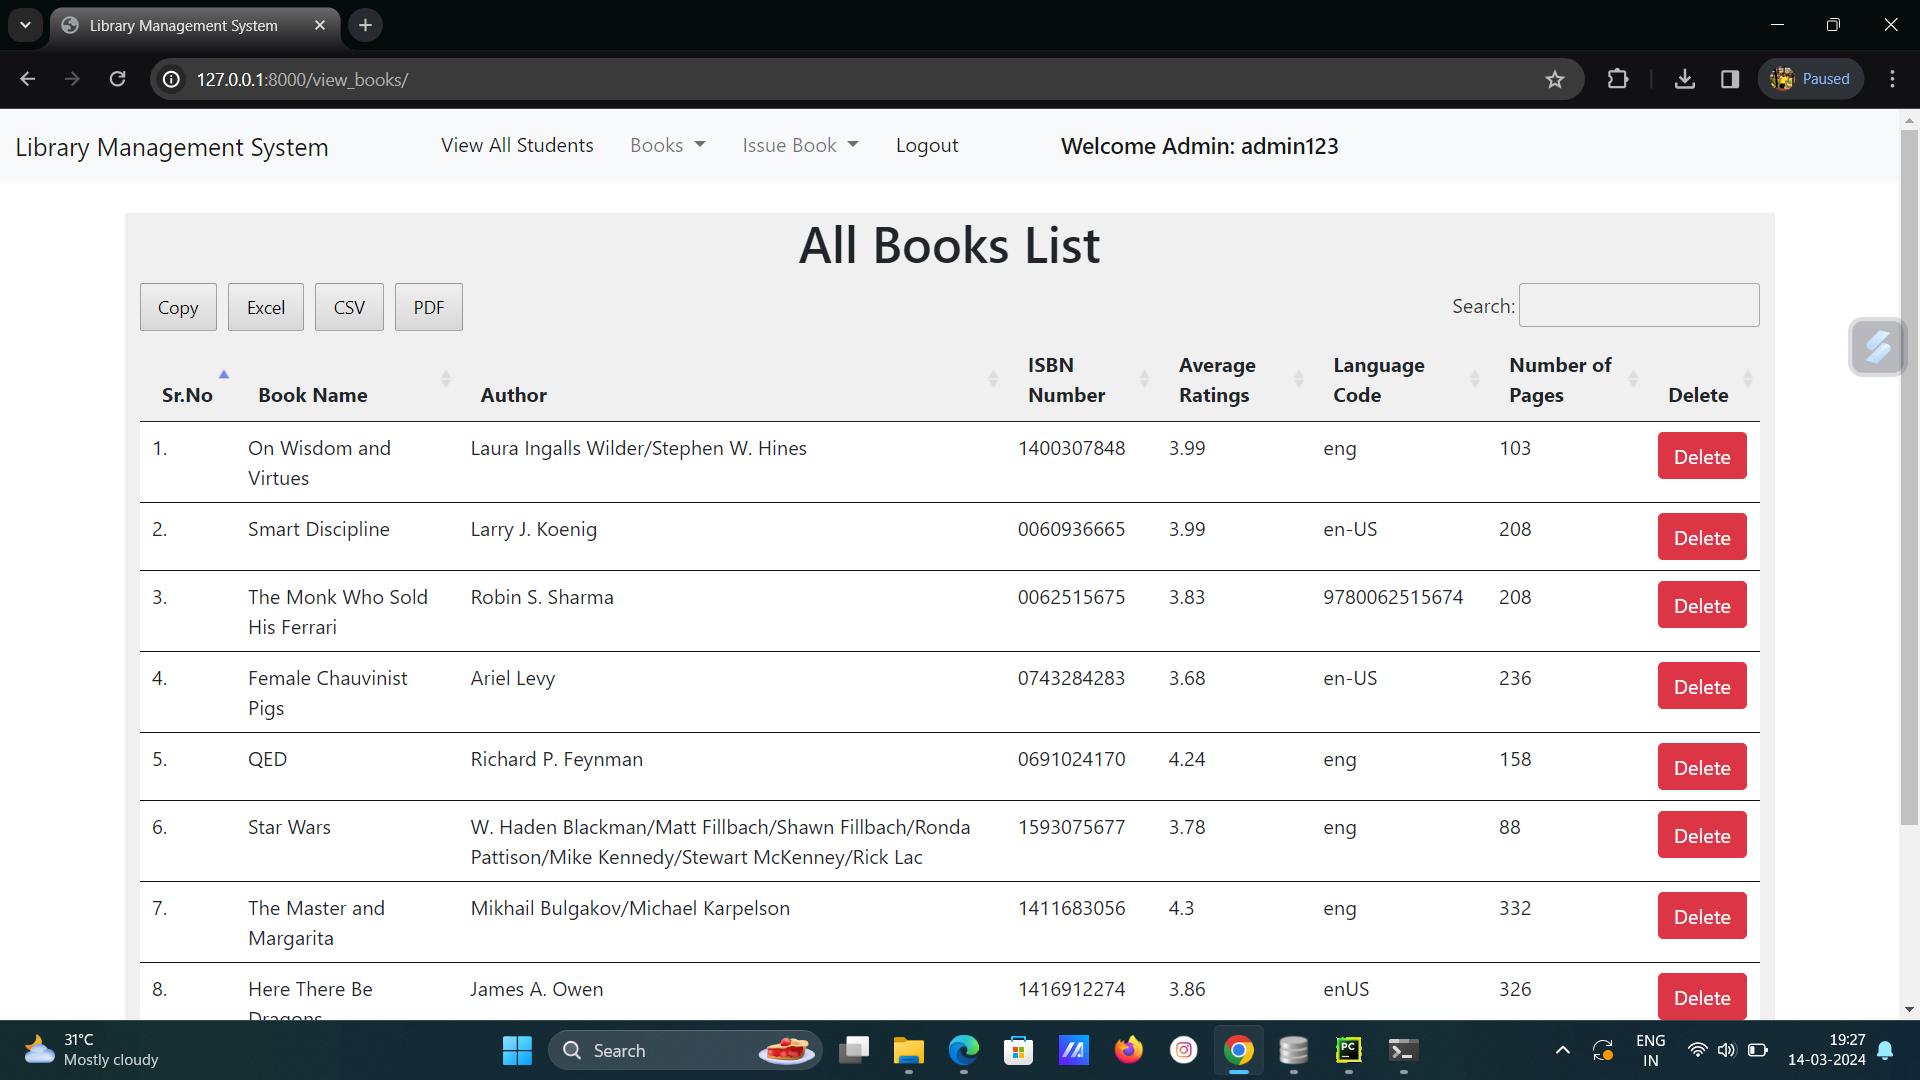 Library Management System
127.0.0.1:8000/view_books/
Paused
Library Management System View All Students Books Issue Book Logout Welcome Admin: admin123
All Books List
Copy Excel CSV PDF Search:
Sr.No Book Name Author ISBN Number Average Ratings Language Code Number of Pages Delete
1. On Wisdom and Virtues Laura Ingalls Wilder/Stephen W. Hines 1400307848 3.99 eng 103 Delete
2. Smart Discipline Larry J. Koenig 0060936665 3.99 en-US 208 Delete
3. The Monk Who Sold His Ferrari Robin S. Sharma 0062515675 3.83 9780062515674 208 Delete
4. Female Chauvinist Pigs Ariel Levy 0743284283 3.68 en-US 236 Delete
5. QED Richard P. Feynman 0691024170 4.24 eng 158 Delete
6. Star Wars W. Haden Blackman/Matt Fillbach/Shawn Fillbach/Ronda Pattison/Mike Kennedy/Stewart McKenney/Rick Lac 1593075677 3.78 eng 88 Delete
7. The Master and Margarita Mikhail Bulgakov/Michael Karpelson 1411683056 4.3 eng 332 Delete
8. Here There Be Dragons James A. Owen 1416912274 3.86 enUS 326 Delete
31°C
Mostly cloudy
Search
PC
ENG
IN
19:27
14-03-2024